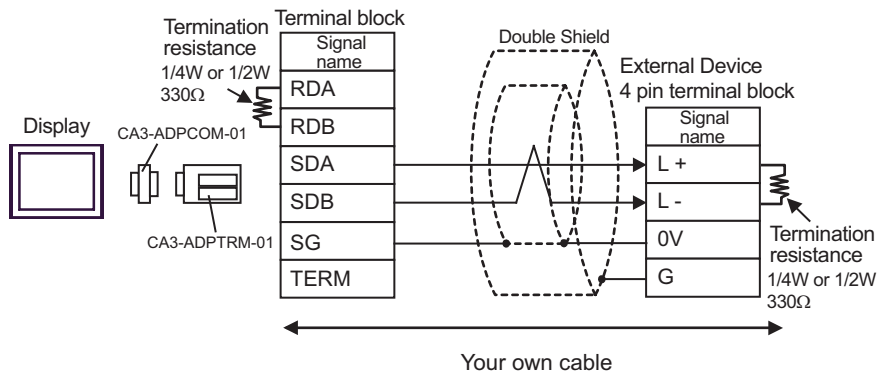 Termination
resistance
1/4W or 1/2W
330Ω
Terminal block
Signal
name
RDA
RDB
SDA
SDB
SG
TERM
Display
CA3-ADPCOM-01
CA3-ADPTRM-01
Double Shield
External Device
4 pin terminal block
Signal
name
L +
L -
0V
G
Termination
resistance
1/4W or 1/2W
330Ω
Your own cable